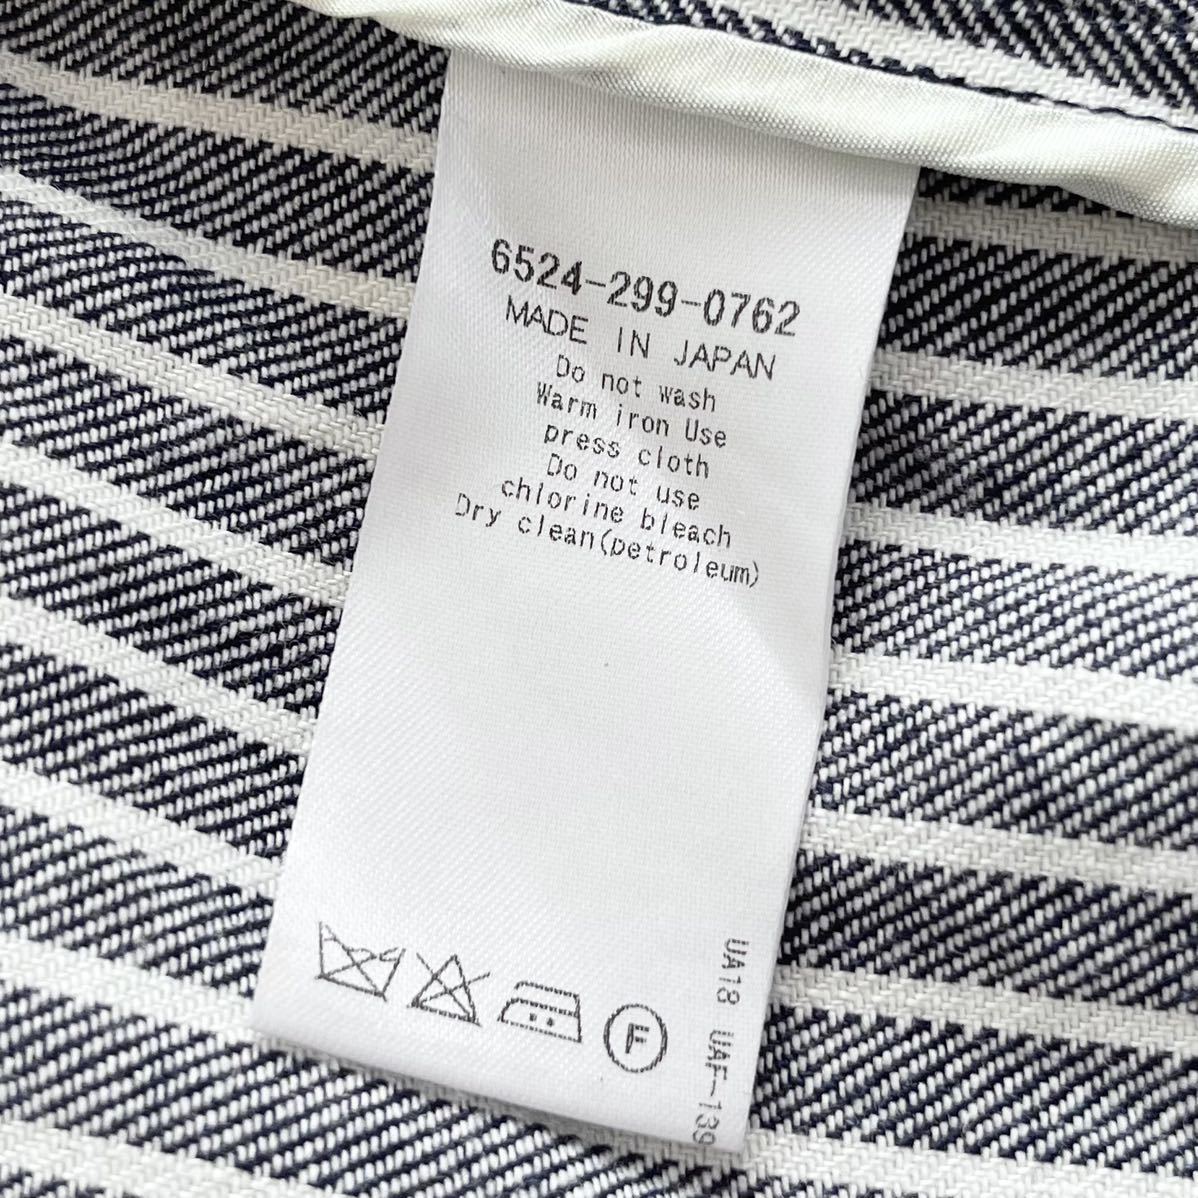 6524-299-0762
MADE IN JAPAN
Do not wash
Warm iron Use
press cloth
Do not use
chlorine bleach
Dry clean(petroleum)
F
UA18 UAF-139